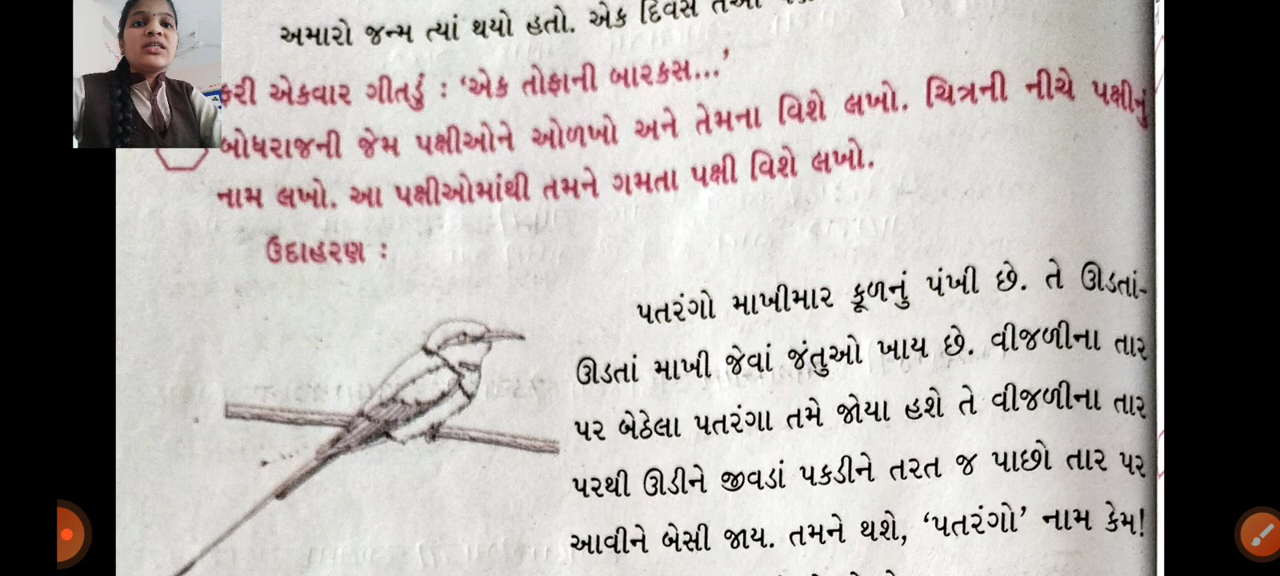 અમારો જન્મ ત્યાં થયો હતો. એક દિવસ
ફરી એકવાર ગીતડું : ‘એક તોફાની બારકસ...’
બોધરાજની જેમ પક્ષીઓને ઓળખો અને તેમના વિશે લખો. ચિત્રની નીચે પક્ષીનું
નામ લખો. આ પક્ષીઓમાંથી તમને ગમતા પક્ષી વિશે લખો.
ઉદાહરણ :
પતરંગો માખીમાર કૂળનું પંખી છે. તે ઊડતાં-
ઊડતાં માખી જેવાં જંતુઓ ખાય છે. વીજળીના તાર
પર બેઠેલા પતરંગા તમે જોયા હશે તે વીજળીના તાર
પરથી ઊડીને જીવડાં પકડીને તરત જ પાછો તાર પર
આવીને બેસી જાય. તમને થશે, ‘પતરંગો’ નામ કેમ!